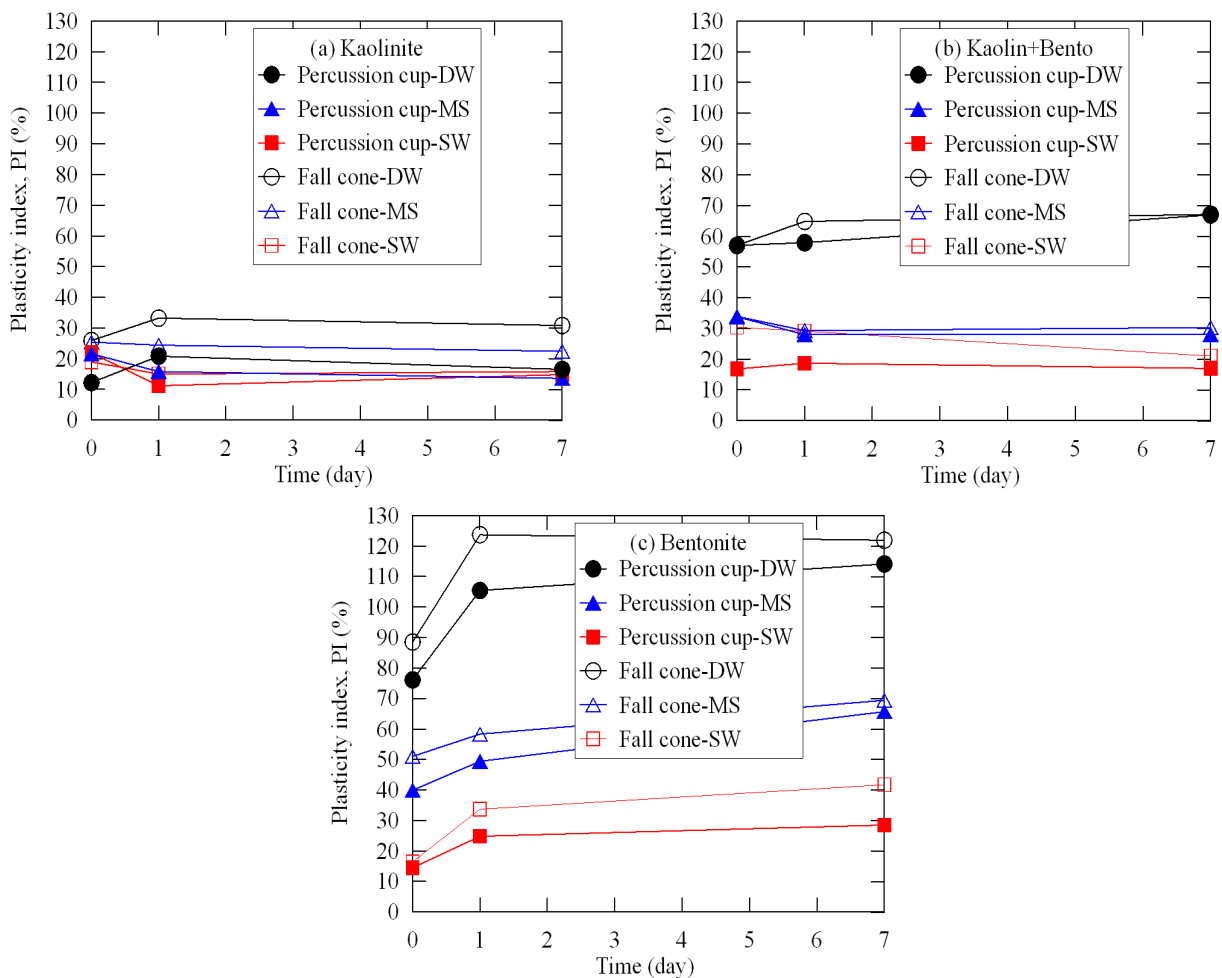 130
120
110
100
90
80
70
60
50
40
30
20
10
0
Plasticity index, PI (%)
(a) Kaolinite
Percussion cup-DW
Percussion cup-MS
Percussion cup-SW
Fall cone-DW
Fall cone-MS
Fall cone-SW
0 1 2 3 4 5 6 7
Time (day)
130
120
110
100
90
80
70
60
50
40
30
20
10
0
Plasticity index, PI (%)
(b) Kaolin+Bento
Percussion cup-DW
Percussion cup-MS
Percussion cup-SW
Fall cone-DW
Fall cone-MS
Fall cone-SW
0 1 2 3 4 5 6 7
Time (day)
130
120
110
100
90
80
70
60
50
40
30
20
10
0
Plasticity index, PI (%)
(c) Bentonite
Percussion cup-DW
Percussion cup-MS
Percussion cup-SW
Fall cone-DW
Fall cone-MS
Fall cone-SW
0 1 2 3 4 5 6 7
Time (day)